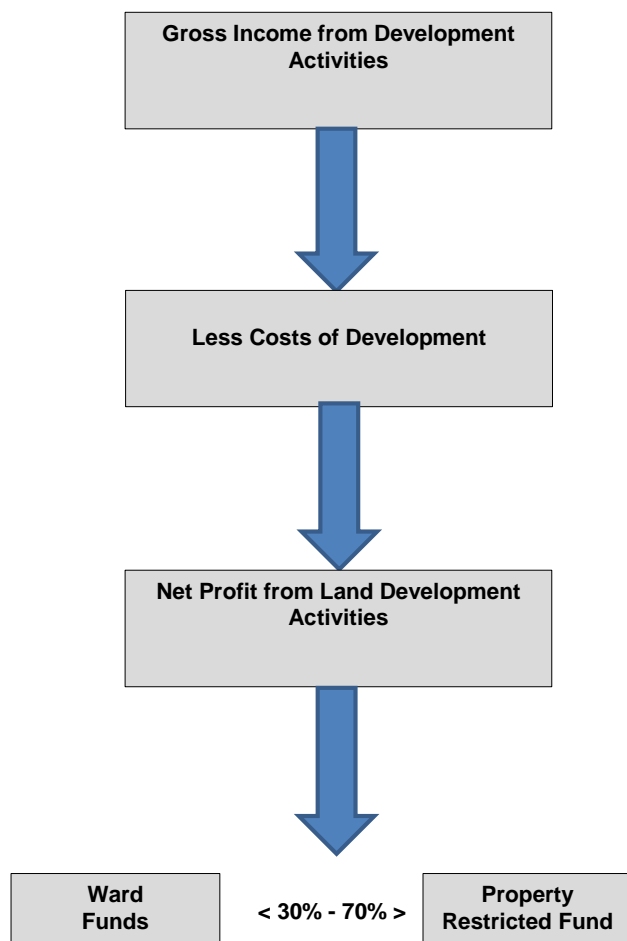 Gross Income from Development
Activities
Less Costs of Development
Net Profit from Land Development
Activities
Ward
Funds
< 30% - 70% >
Property
Restricted Fund